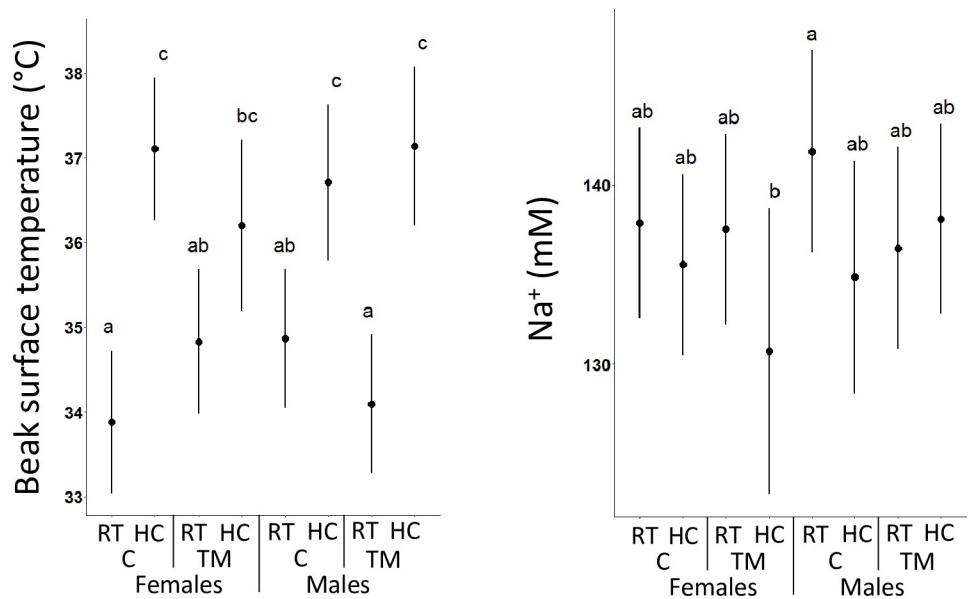 Beak surface temperature (°C)
38
37
36
35
34
33
a
c
ab
bc
ab
c
a
c
RT HC RT HC RT HC RT HC
C TM C TM
Females Males
Na⁺ (mM)
140
130
ab
ab
ab
b
a
ab
ab
ab
RT HC RT HC RT HC RT HC
C TM C TM
Females Males